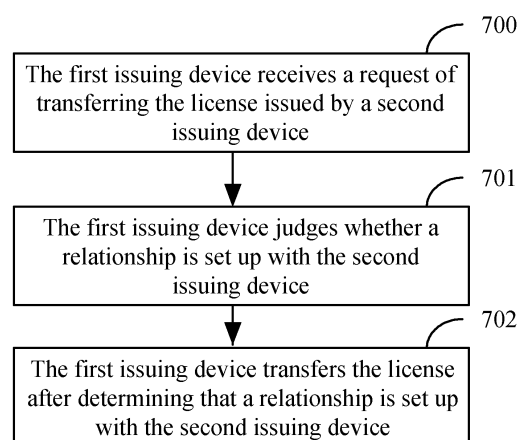 700
The first issuing device receives a request of
transferring the license issued by a second
issuing device
701
The first issuing device judges whether a
relationship is set up with the second
issuing device
702
The first issuing device transfers the license
after determining that a relationship is set up
with the second issuing device